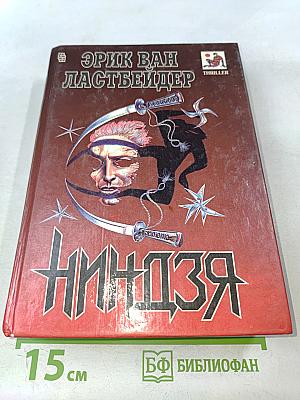 ЭРИК ВАН
ЛАСТБЕЙДЕР
THRILLER
НИНДЗЯ
15 см
БФ БИБЛИОФАН